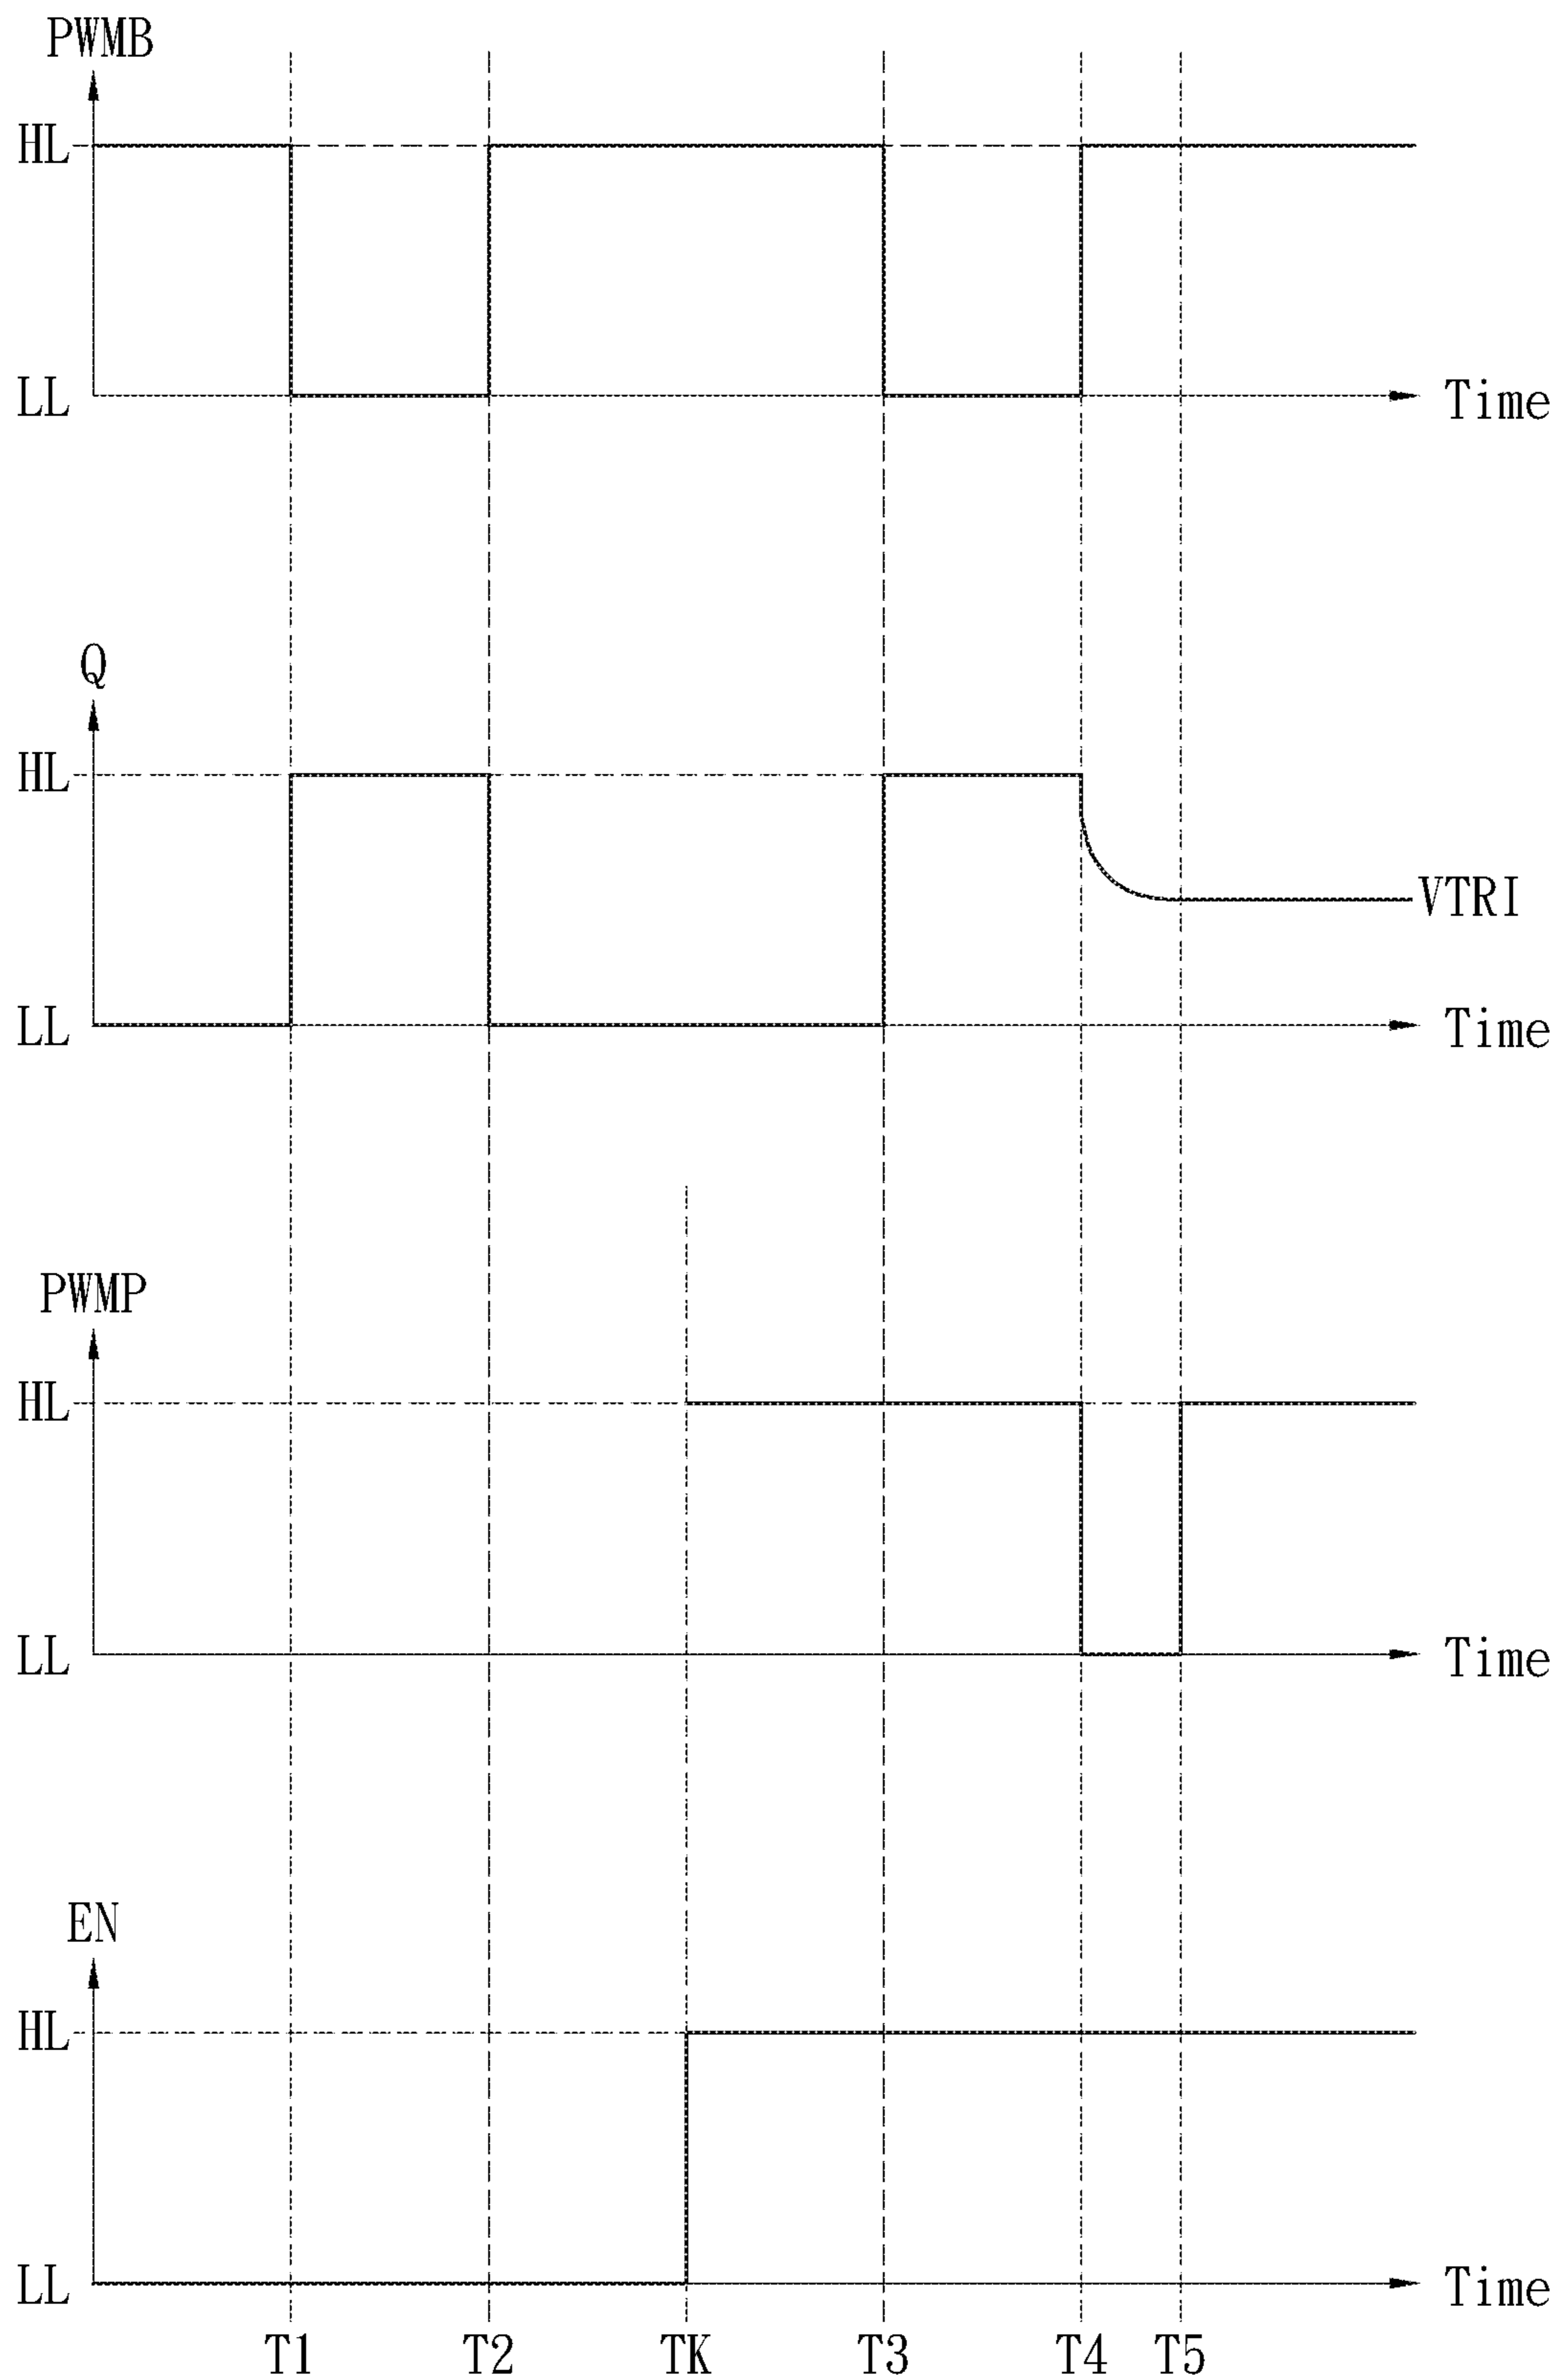 PWMB
HL
LL
Time
Q
HL
VTRI
LL
Time
PWMP
HL
LL
Time
EN
HL
LL
Time
T1 T2 TK T3 T4 T5